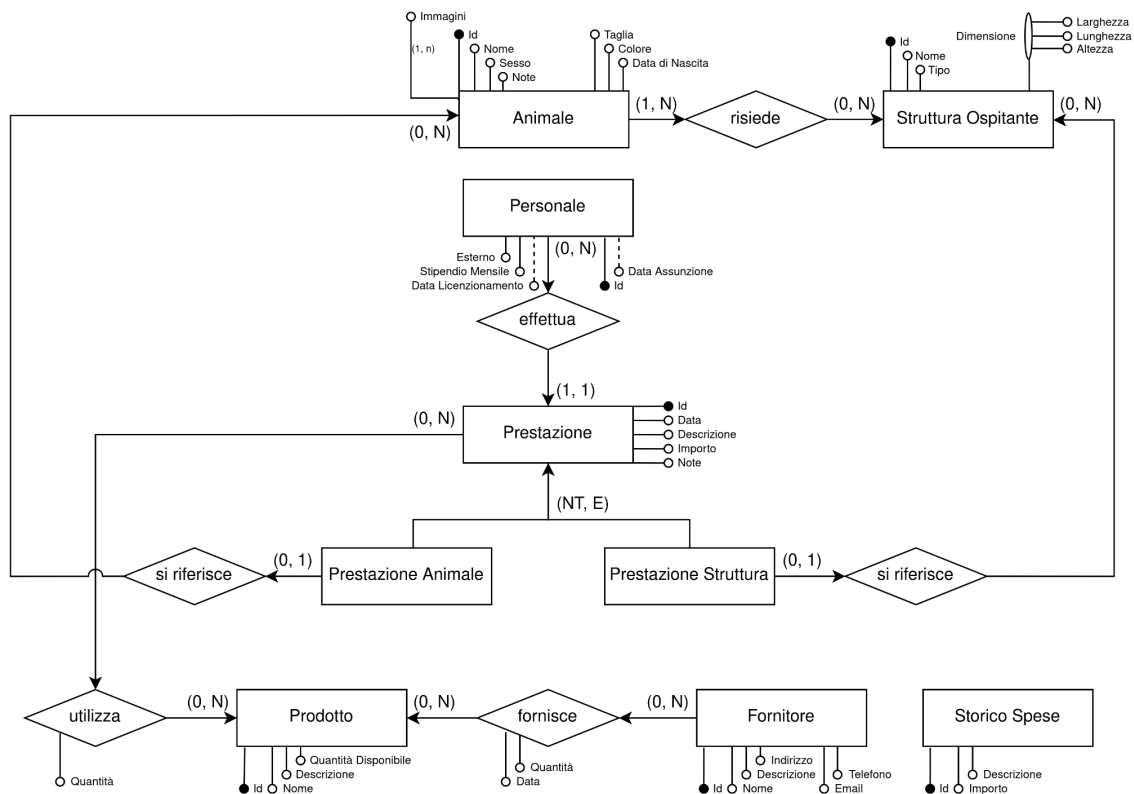 Immagini
(1, n)
Id
Nome
Sesso
Note
Taglia
Colore
Data di Nascita
Dimensione
Larghezza
Lunghezza
Altezza
Id
Nome
Tipo
(0, N)
Animale
(1, N)
risiede
(0, N)
Struttura Ospitante
(0, N)
Personale
Esterno
Stipendio Mensile
Data Licenzionamento
(0, N)
Data Assunzione
Id
effettua
(1, 1)
(0, N)
Prestazione
Id
Data
Descrizione
Importo
Note
(NT, E)
si riferisce
(0, 1)
Prestazione Animale
Prestazione Struttura
(0, 1)
si riferisce
utilizza
Quantità
(0, N)
Prodotto
Quantità Disponibile
Descrizione
Id
Nome
(0, N)
fornisce
Quantità
Data
(0, N)
Fornitore
Indirizzo
Descrizione
Id
Nome
Telefono
Email
Storico Spese
Descrizione
Id
Importo